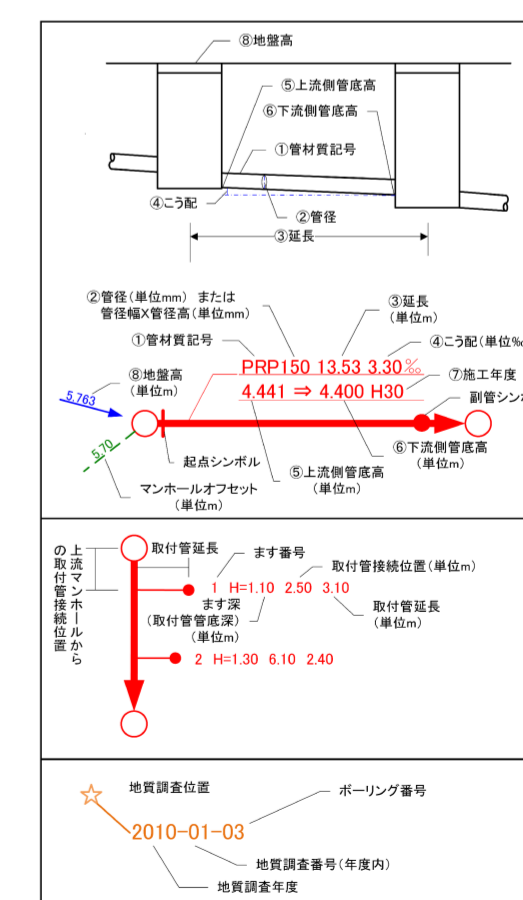 ⑧地盤高
⑤上流側管底高
⑥下流側管底高
①管材質記号
④こう配
②管径
③延長
②管径(単位mm) または
管径幅X管径高(単位mm)
③延長
(単位m)
①管材質記号
④こう配(単位‰
PRP150 13.53 3.30‰
⑧地盤高
(単位m)
⑦施工年度
4.441 ⇒ 4.400 H30
5.763
副管シンボ
5.70
起点シンボル
⑥下流側管底高
(単位m)
⑤上流側管底高
(単位m)
マンホールオフセット
(単位m)
上流マンホールから
の取付管接続位置
取付管延長
ます番号
取付管接続位置(単位m)
1 H=1.10 2.50 3.10
ます深
(取付管管底深)
(単位m)
取付管延長
(単位m)
2 H=1.30 6.10 2.40
地質調査位置
ボーリング番号
2010-01-03
地質調査番号(年度内)
地質調査年度